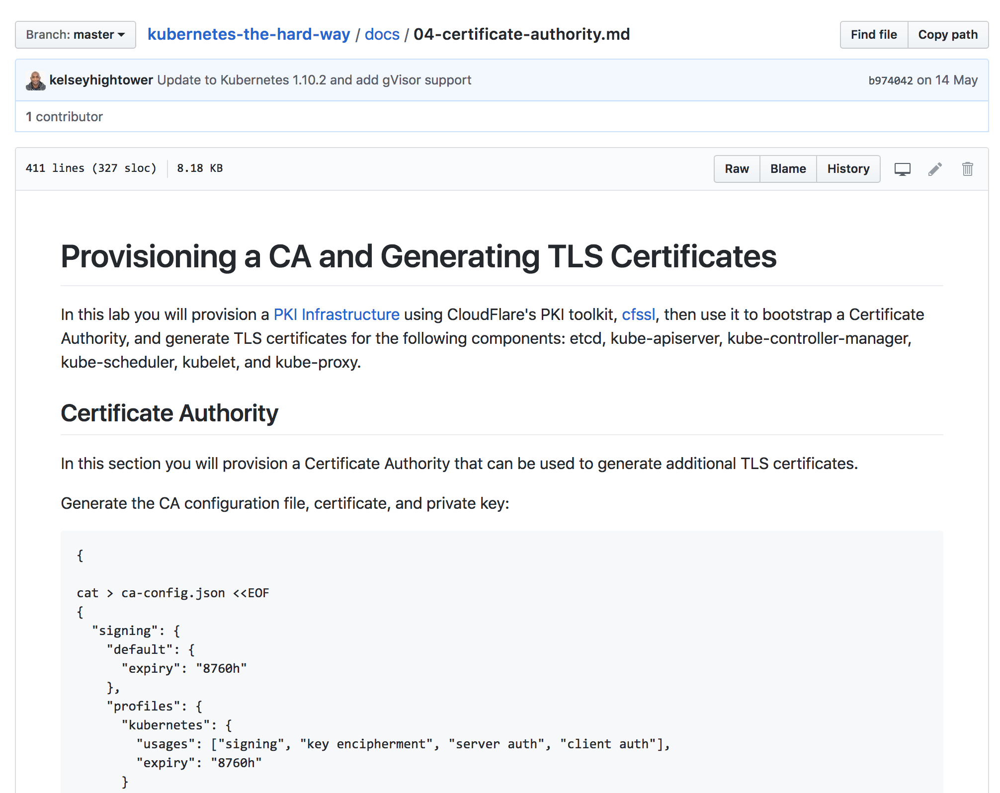 Branch: master kubernetes-the-hard-way / docs / 04-certificate-authority.md Find file Copy path
kelseyhightower Update to Kubernetes 1.10.2 and add gVisor support b974042 on 14 May
1 contributor
411 lines (327 sloc) 8.18 KB Raw Blame History
Provisioning a CA and Generating TLS Certificates
In this lab you will provision a PKI Infrastructure using CloudFlare's PKI toolkit, cfssl, then use it to bootstrap a Certificate
Authority, and generate TLS certificates for the following components: etcd, kube-apiserver, kube-controller-manager,
kube-scheduler, kubelet, and kube-proxy.
Certificate Authority
In this section you will provision a Certificate Authority that can be used to generate additional TLS certificates.
Generate the CA configuration file, certificate, and private key:
{
cat > ca-config.json <<EOF
{
  "signing": {
    "default": {
      "expiry": "8760h"
    },
    "profiles": {
      "kubernetes": {
        "usages": ["signing", "key encipherment", "server auth", "client auth"],
        "expiry": "8760h"
      }